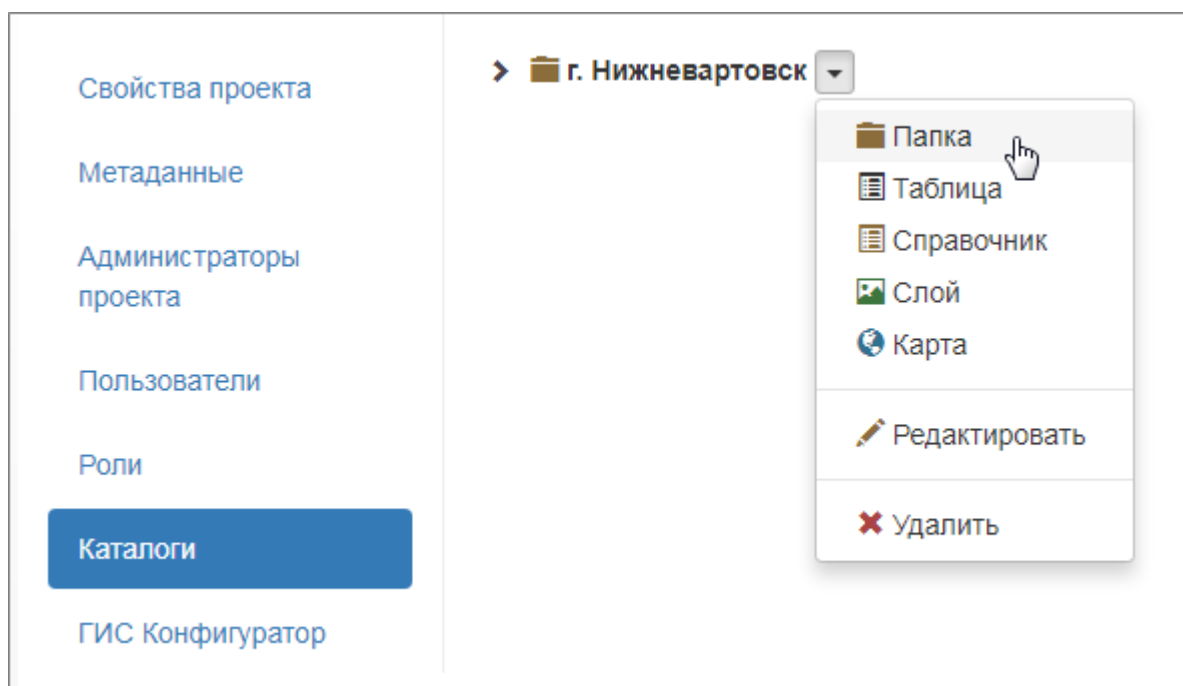 Свойства проекта
Метаданные
Администраторы
проекта
Пользователи
Роли
Каталоги
ГИС Конфигуратор
г. Нижневартовск
Папка
Таблица
Справочник
Слой
Карта
Редактировать
Удалить